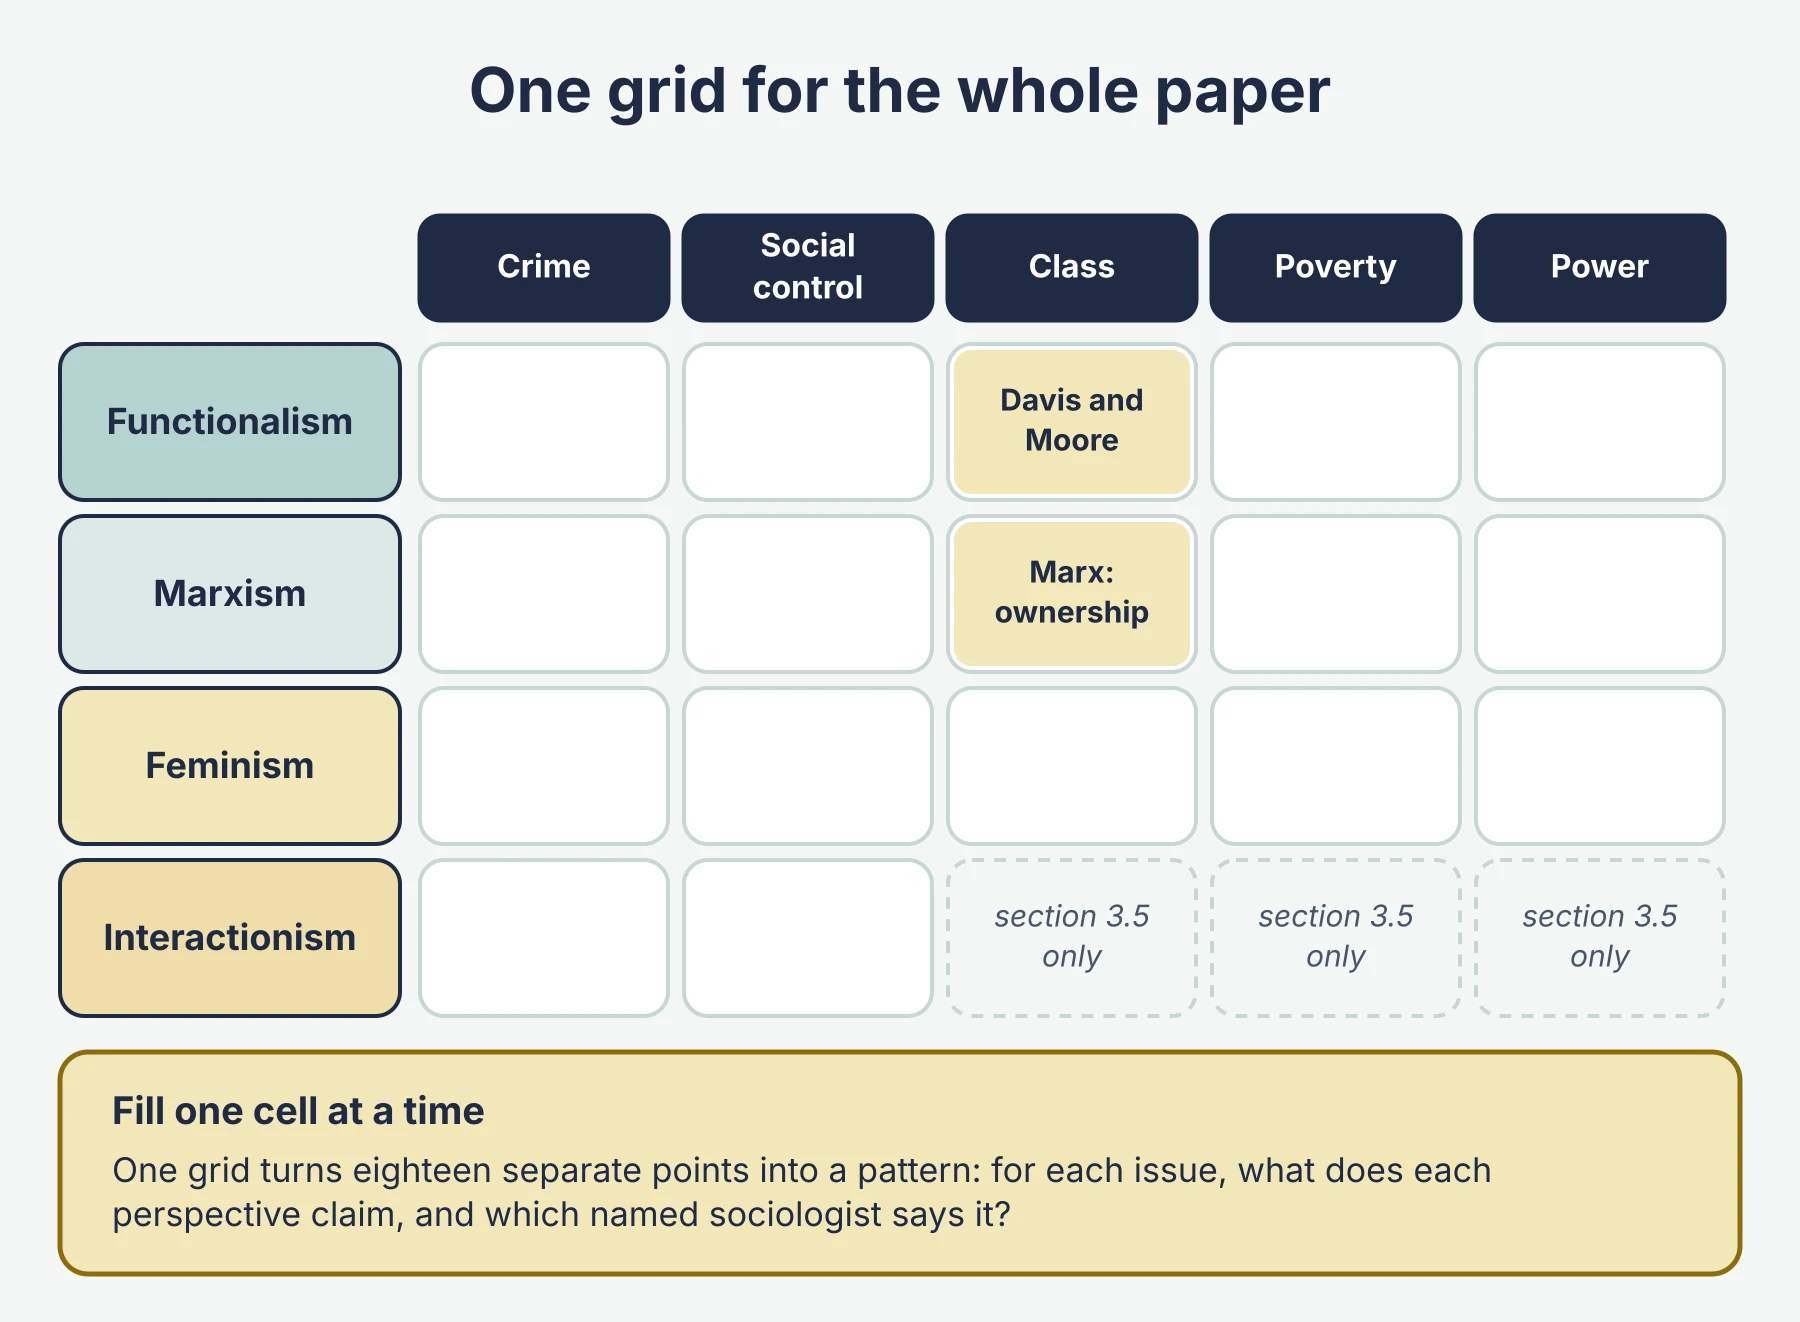 One grid for the whole paper
Crime
Social
control
Class
Poverty
Power
Functionalism
Davis and
Moore
Marxism
Marx:
ownership
Feminism
Interactionism
section 3.5
only
section 3.5
only
section 3.5
only
Fill one cell at a time
One grid turns eighteen separate points into a pattern: for each issue, what does each
perspective claim, and which named sociologist says it?